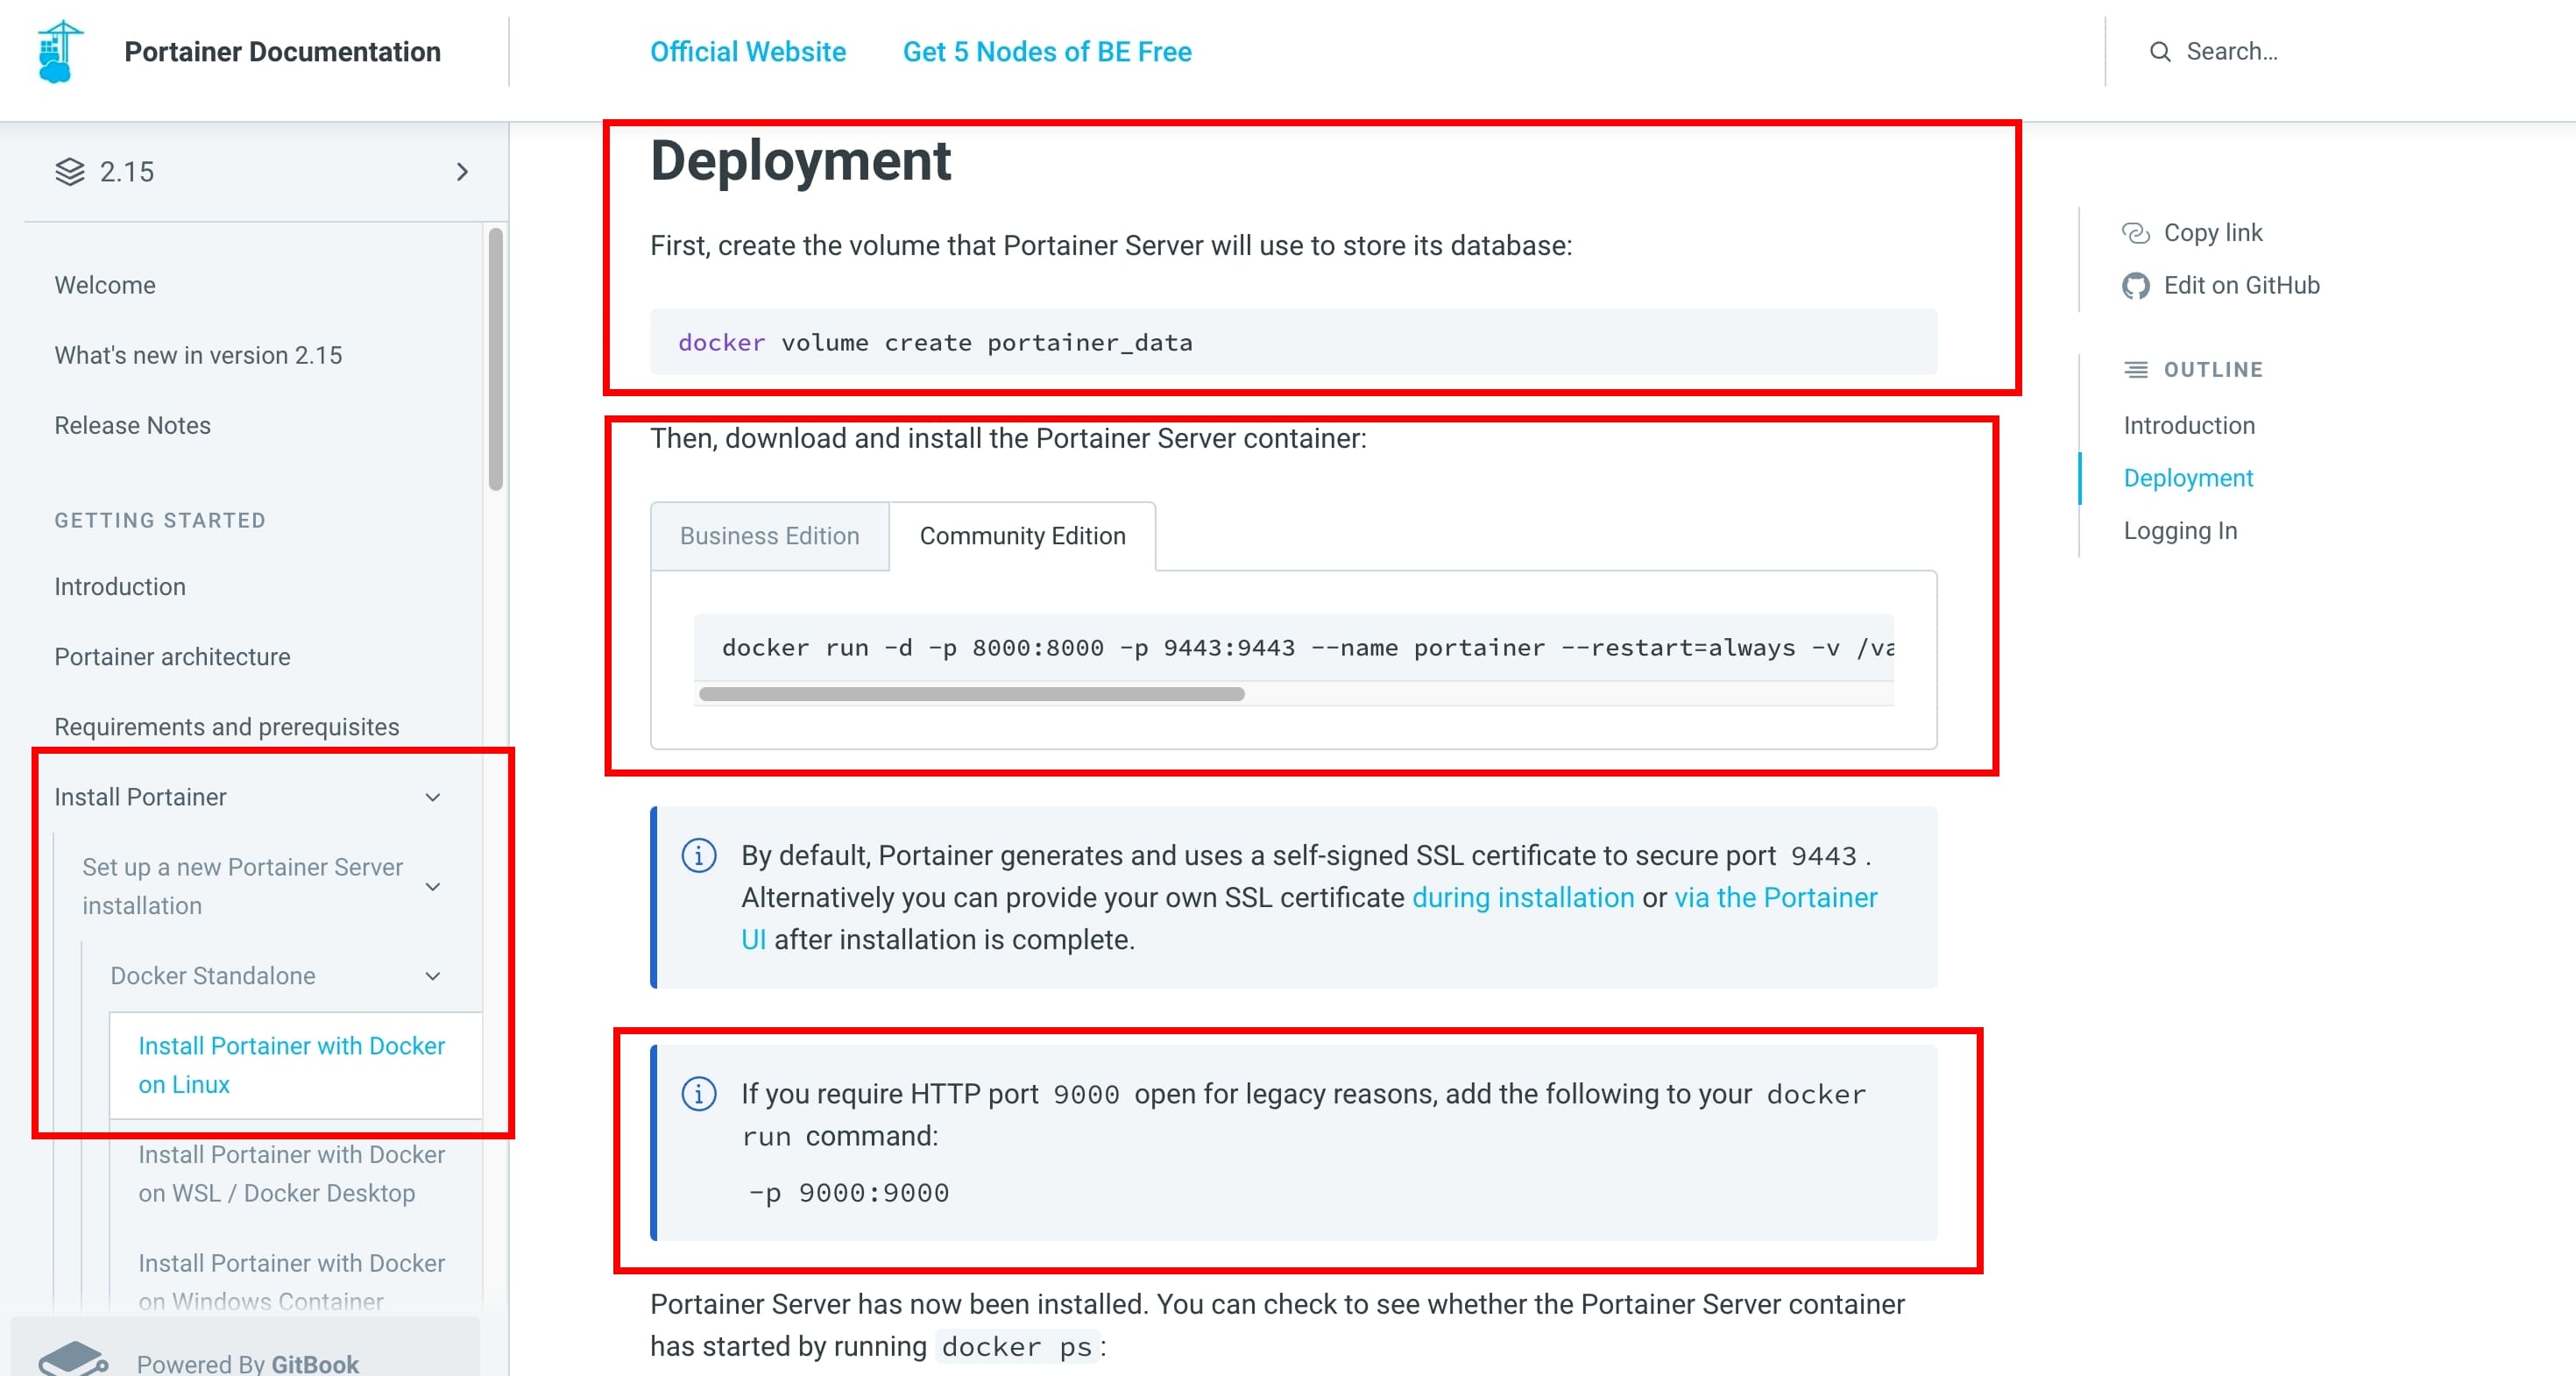 Portainer Documentation
Official Website
Get 5 Nodes of BE Free
Search...
2.15
Welcome
What's new in version 2.15
Release Notes
GETTING STARTED
Introduction
Portainer architecture
Requirements and prerequisites
Install Portainer
Set up a new Portainer Server
installation
Docker Standalone
Install Portainer with Docker
on Linux
Install Portainer with Docker
on WSL / Docker Desktop
Install Portainer with Docker
on Windows Container
Powered By GitBook
Deployment
First, create the volume that Portainer Server will use to store its database:
docker volume create portainer_data
Then, download and install the Portainer Server container:
Business Edition
Community Edition
docker run -d -p 8000:8000 -p 9443:9443 --name portainer --restart=always -v /va
By default, Portainer generates and uses a self-signed SSL certificate to secure port 9443.
Alternatively you can provide your own SSL certificate during installation or via the Portainer
UI after installation is complete.
If you require HTTP port 9000 open for legacy reasons, add the following to your docker
run command:
-p 9000:9000
Portainer Server has now been installed. You can check to see whether the Portainer Server container
has started by running docker ps:
Copy link
Edit on GitHub
OUTLINE
Introduction
Deployment
Logging In